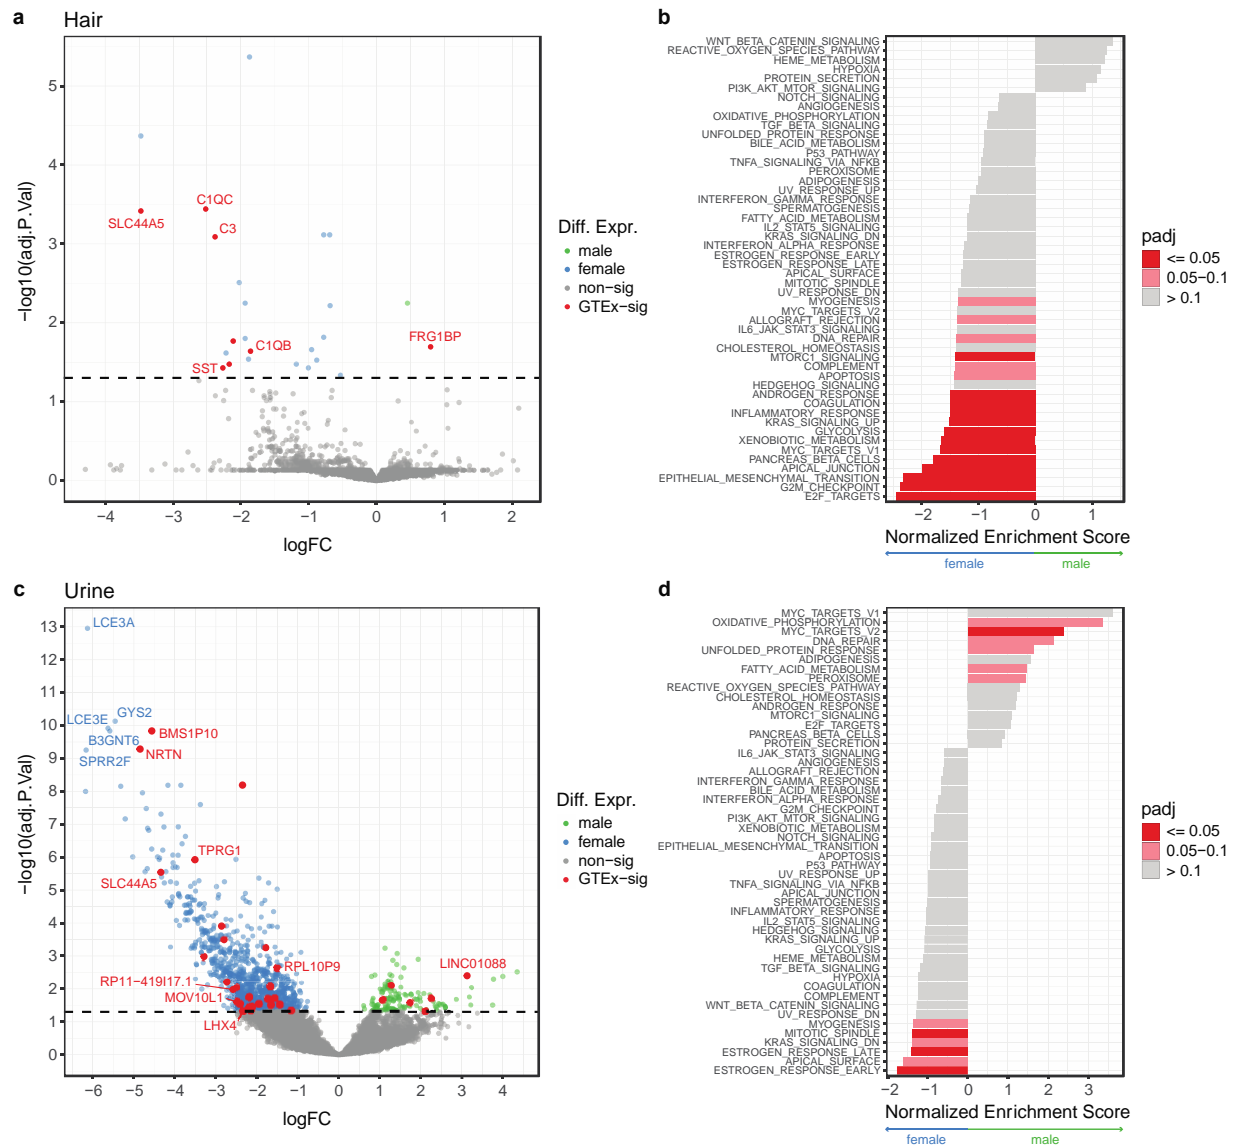 a Hair
−log10(adj.P.Val)
5
4
3
2
1
0
SLC44A5
C1QC
C3
C1QB
SST
FRG1BP
−4 −3 −2 −1 0 1 2
logFC
Diff. Expr.
male
female
non−sig
GTEx−sig
b
WNT_BETA_CATENIN_SIGNALING
REACTIVE_OXYGEN_SPECIES_PATHWAY
HEME_METABOLISM
HYPOXIA
PROTEIN_SECRETION
PI3K_AKT_MTOR_SIGNALING
NOTCH_SIGNALING
ANGIOGENESIS
OXIDATIVE_PHOSPHORYLATION
TGF_BETA_SIGNALING
UNFOLDED_PROTEIN_RESPONSE
BILE_ACID_METABOLISM
P53_PATHWAY
TNFA_SIGNALING_VIA_NFKB
PEROXISOME
ADIPOGENESIS
UV_RESPONSE_UP
INTERFERON_GAMMA_RESPONSE
SPERMATOGENESIS
FATTY_ACID_METABOLISM
IL2_STAT5_SIGNALING
KRAS_SIGNALING_DN
INTERFERON_ALPHA_RESPONSE
ESTROGEN_RESPONSE_EARLY
ESTROGEN_RESPONSE_LATE
APICAL_SURFACE
MITOTIC_SPINDLE
UV_RESPONSE_DN
MYOGENESIS
MYC_TARGETS_V2
ALLOGRAFT_REJECTION
IL6_JAK_STAT3_SIGNALING
DNA_REPAIR
CHOLESTEROL_HOMEOSTASIS
MTORC1_SIGNALING
COMPLEMENT
APOPTOSIS
HEDGEHOG_SIGNALING
ANDROGEN_RESPONSE
COAGULATION
INFLAMMATORY_RESPONSE
KRAS_SIGNALING_UP
GLYCOLYSIS
XENOBIOTIC_METABOLISM
MYC_TARGETS_V1
PANCREAS_BETA_CELLS
APICAL_JUNCTION
EPITHELIAL_MESENCHYMAL_TRANSITION
G2M_CHECKPOINT
E2F_TARGETS
−2 −1 0 1
Normalized Enrichment Score
female male
padj
<= 0.05
0.05−0.1
> 0.1
c Urine
−log10(adj.P.Val)
13
12
11
10
9
8
7
6
5
4
3
2
1
0
LCE3A
GYS2
LCE3E
BMS1P10
B3GNT6
NRTN
SPRR2F
TPRG1
SLC44A5
RPL10P9
LINC01088
RP11−419I17.1
MOV10L1
LHX4
−6 −5 −4 −3 −2 −1 0 1 2 3 4
logFC
Diff. Expr.
male
female
non−sig
GTEx−sig
d
MYC_TARGETS_V1
OXIDATIVE_PHOSPHORYLATION
MYC_TARGETS_V2
DNA_REPAIR
UNFOLDED_PROTEIN_RESPONSE
ADIPOGENESIS
FATTY_ACID_METABOLISM
PEROXISOME
REACTIVE_OXYGEN_SPECIES_PATHWAY
CHOLESTEROL_HOMEOSTASIS
ANDROGEN_RESPONSE
MTORC1_SIGNALING
E2F_TARGETS
PANCREAS_BETA_CELLS
PROTEIN_SECRETION
IL6_JAK_STAT3_SIGNALING
ANGIOGENESIS
ALLOGRAFT_REJECTION
INTERFERON_GAMMA_RESPONSE
BILE_ACID_METABOLISM
INTERFERON_ALPHA_RESPONSE
G2M_CHECKPOINT
PI3K_AKT_MTOR_SIGNALING
XENOBIOTIC_METABOLISM
NOTCH_SIGNALING
EPITHELIAL_MESENCHYMAL_TRANSITION
APOPTOSIS
P53_PATHWAY
UV_RESPONSE_UP
TNFA_SIGNALING_VIA_NFKB
APICAL_JUNCTION
SPERMATOGENESIS
INFLAMMATORY_RESPONSE
IL2_STAT5_SIGNALING
HEDGEHOG_SIGNALING
KRAS_SIGNALING_UP
GLYCOLYSIS
HEME_METABOLISM
TGF_BETA_SIGNALING
HYPOXIA
COAGULATION
COMPLEMENT
WNT_BETA_CATENIN_SIGNALING
UV_RESPONSE_DN
MYOGENESIS
MITOTIC_SPINDLE
KRAS_SIGNALING_DN
ESTROGEN_RESPONSE_LATE
APICAL_SURFACE
ESTROGEN_RESPONSE_EARLY
−2 −1 0 1 2 3
Normalized Enrichment Score
female male
padj
<= 0.05
0.05−0.1
> 0.1